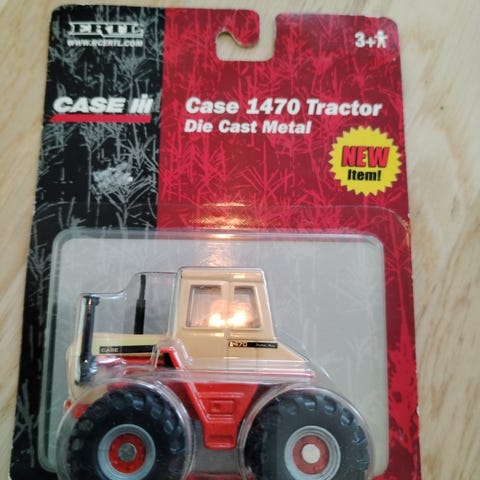 ERTL
WWW.RCERTL.COM
3+
CASE IH
Case 1470 Tractor
Die Cast Metal
NEW
Item!
CASE
1470